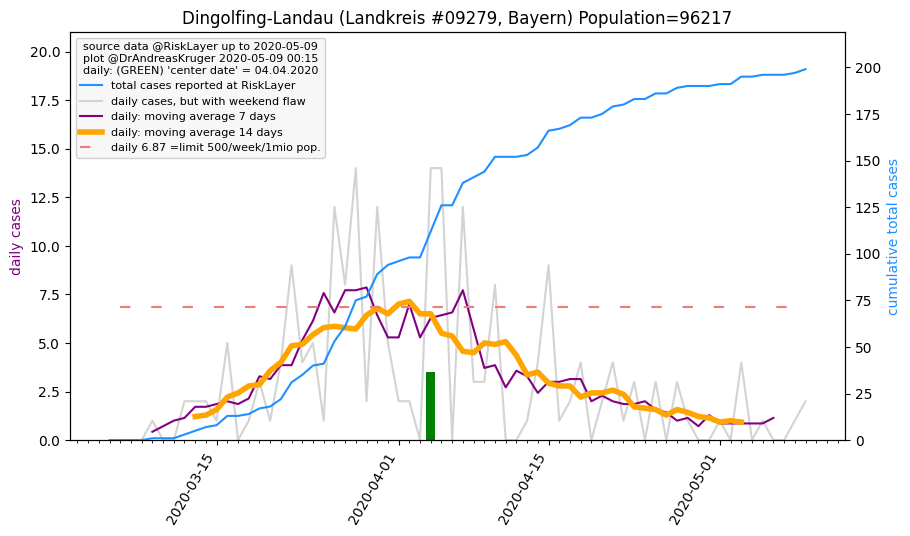 Dingolfing-Landau (Landkreis #09279, Bayern) Population=96217
source data @RiskLayer up to 2020-05-09
plot @DrAndreasKruger 2020-05-09 00:15
daily: (GREEN) 'center date' = 04.04.2020
total cases reported at RiskLayer
daily cases, but with weekend flaw
daily: moving average 7 days
daily: moving average 14 days
daily 6.87 =limit 500/week/1mio pop.
daily cases
20.0
17.5
15.0
12.5
10.0
7.5
5.0
2.5
0.0
200
175
150
125
100
75
50
25
0
cumulative total cases
2020-03-15
2020-04-01
2020-04-15
2020-05-01